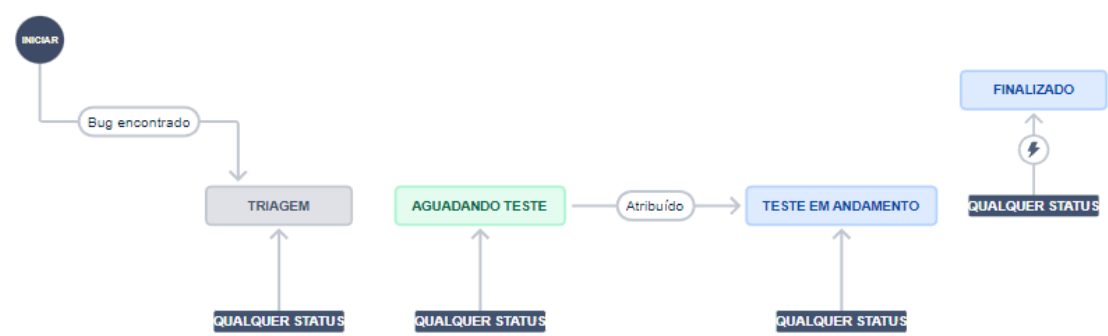 INICIAR
Bug encontrado
FINALIZADO
TRIAGEM
AGUADANDO TESTE
Atribuído
TESTE EM ANDAMENTO
QUALQUER STATUS
QUALQUER STATUS
QUALQUER STATUS
QUALQUER STATUS